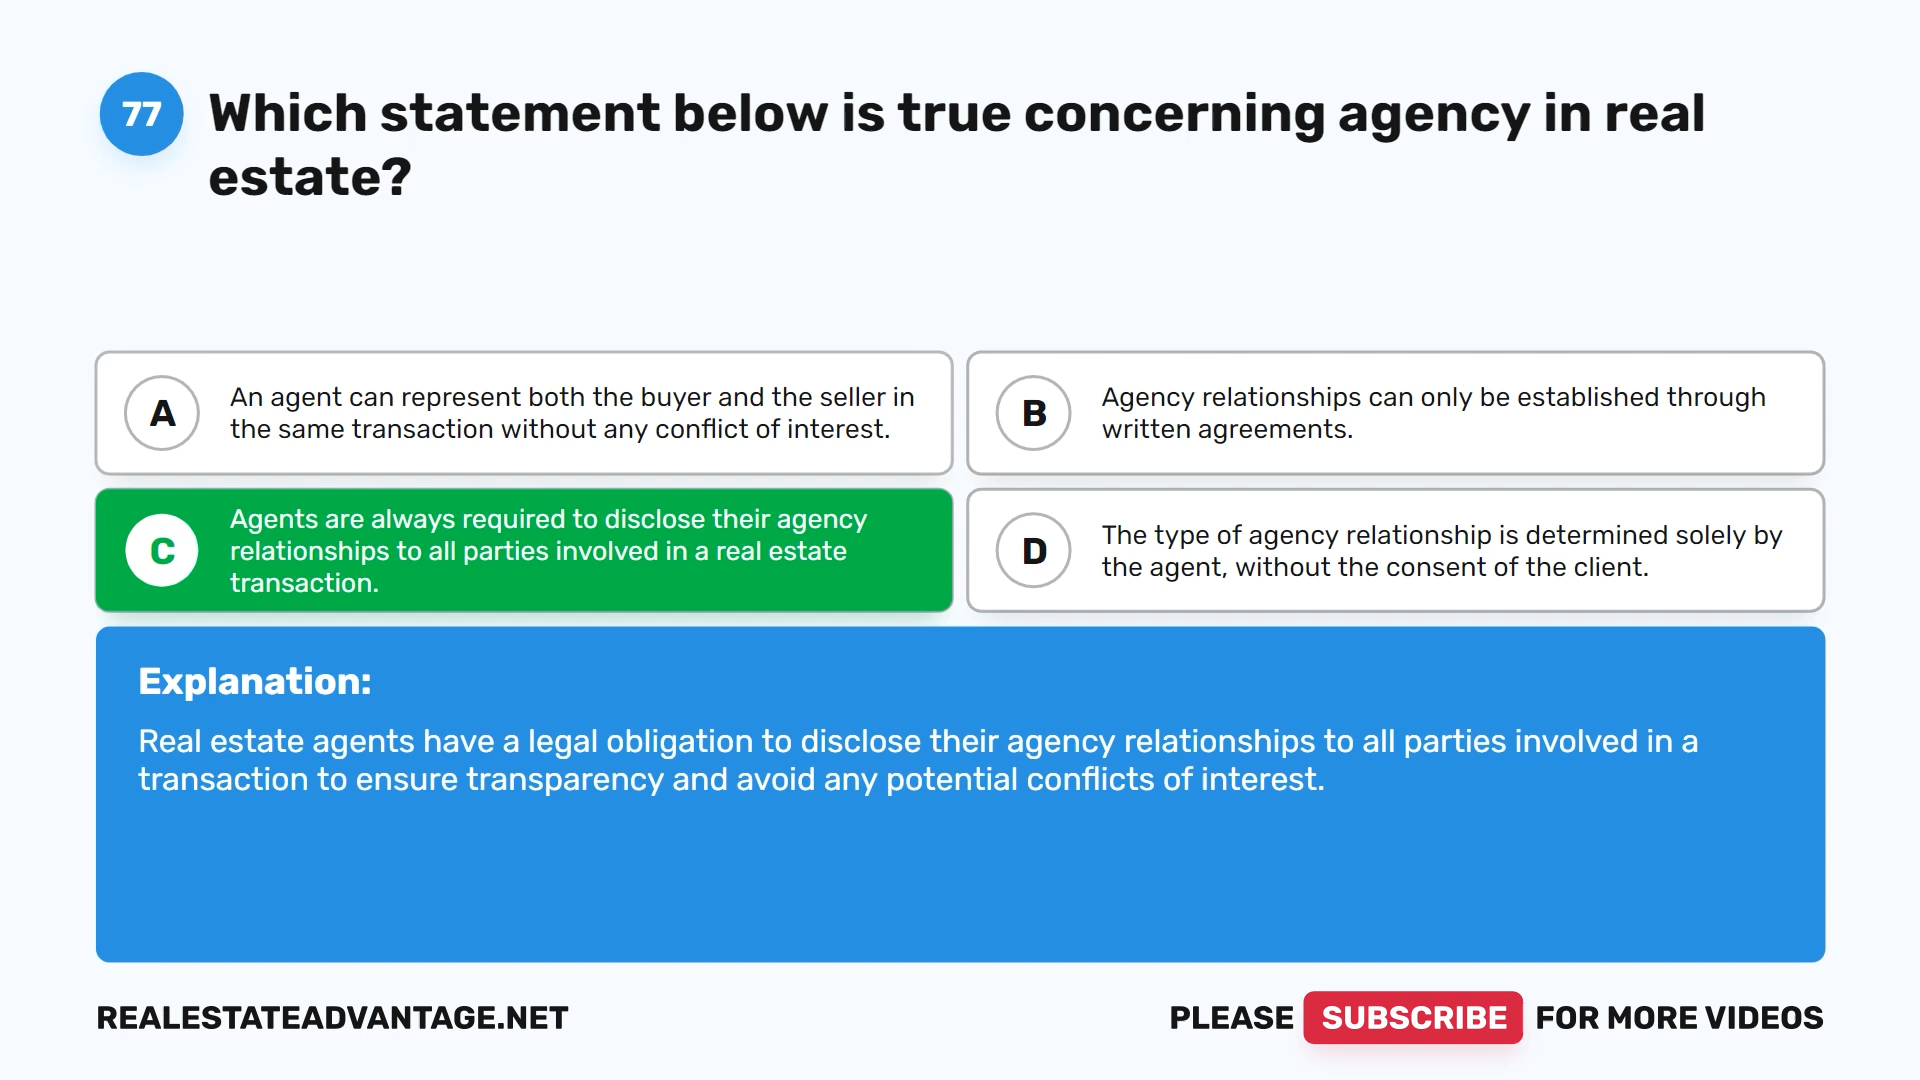 77
Which statement below is true concerning agency in real
estate?
A
An agent can represent both the buyer and the seller in
the same transaction without any conflict of interest.
B
Agency relationships can only be established through
written agreements.
C
Agents are always required to disclose their agency
relationships to all parties involved in a real estate
transaction.
D
The type of agency relationship is determined solely by
the agent, without the consent of the client.
Explanation:
Real estate agents have a legal obligation to disclose their agency relationships to all parties involved in a
transaction to ensure transparency and avoid any potential conflicts of interest.
REALESTATEADVANTAGE.NET
PLEASE SUBSCRIBE FOR MORE VIDEOS